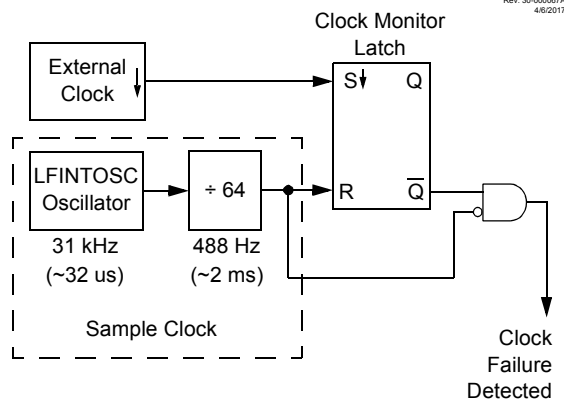 Rev. 30-000067A
4/6/2017
Clock Monitor
Latch
External
Clock
S
Q
LFINTOSC
Oscillator
÷ 64
R
Q
31 kHz
(~32 us)
488 Hz
(~2 ms)
Sample Clock
Clock
Failure
Detected